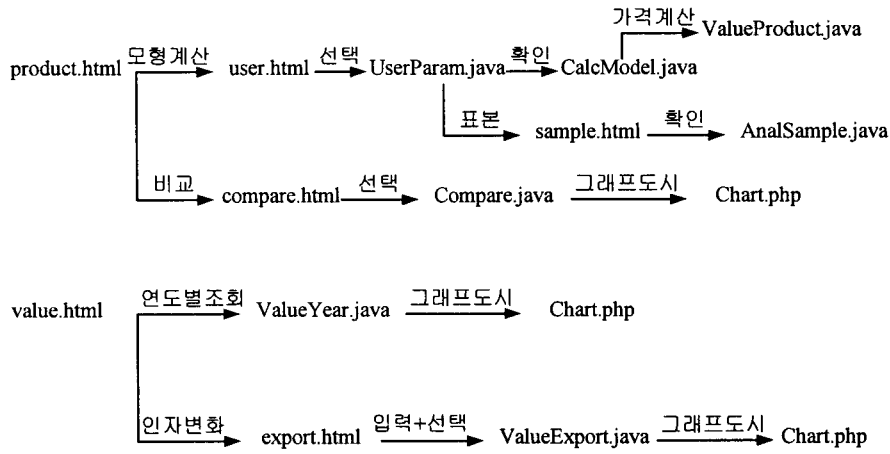 가격계산 ValueProduct.java
product.html 모형계산 user.html 선택 UserParam.java 확인 CalcModel.java
표본 sample.html 확인 AnalSample.java
비교 compare.html 선택 Compare.java 그래프도시 Chart.php
value.html 연도별조회 ValueYear.java 그래프도시 Chart.php
인자변화 export.html 입력+선택 ValueExport.java 그래프도시 Chart.php